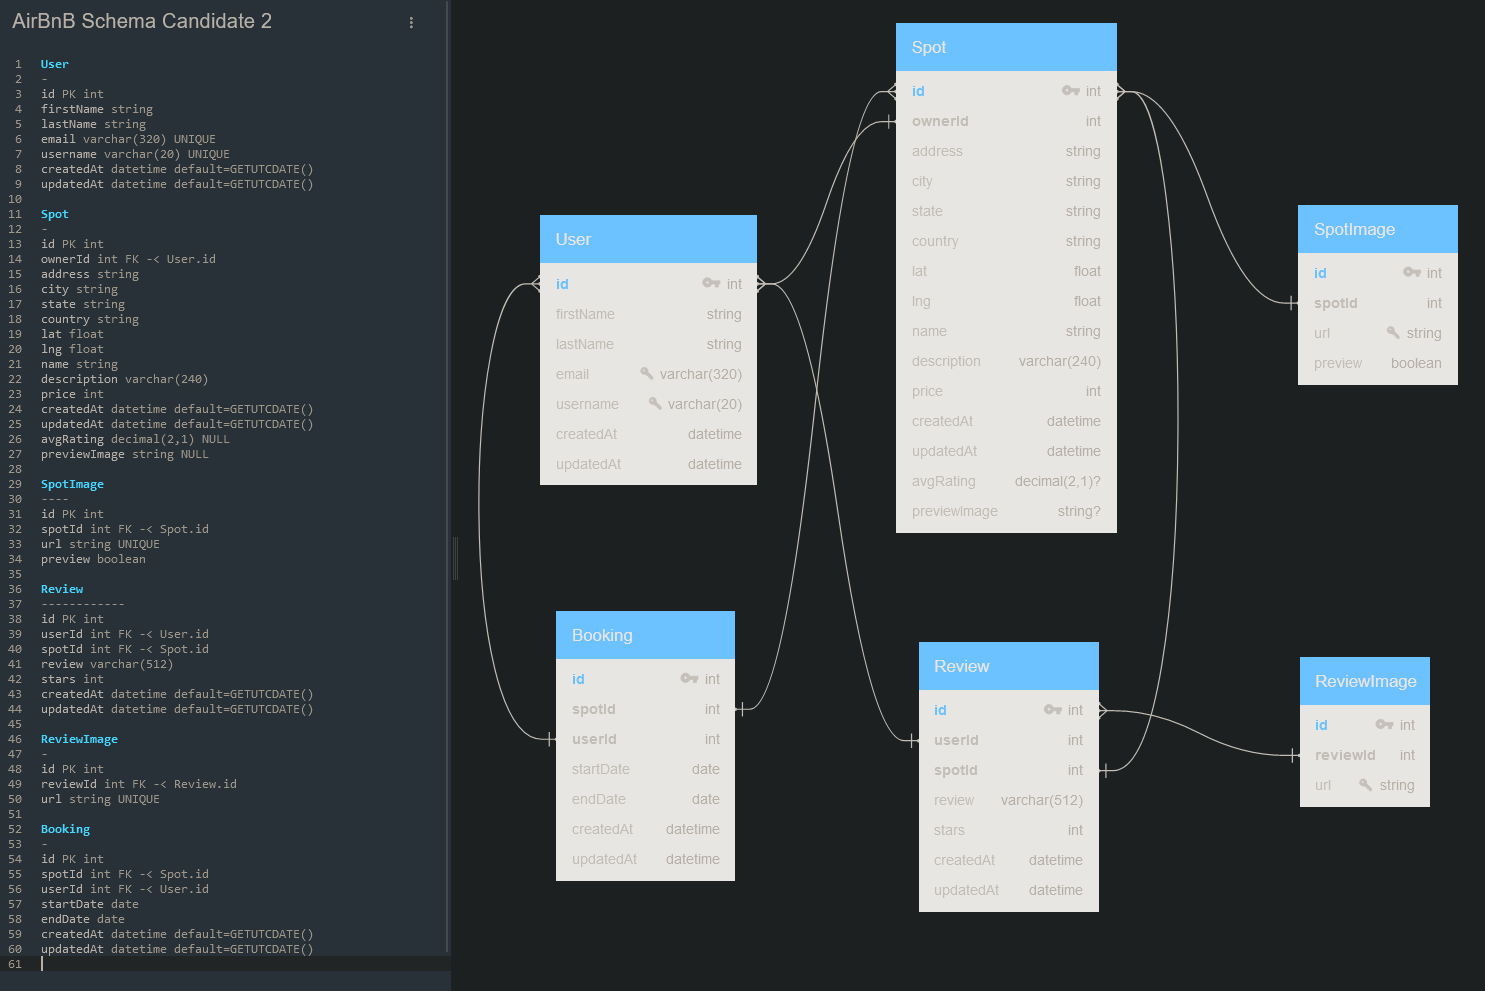 AirBnB Schema Candidate 2
1 User
2 -
3 id PK int
4 firstName string
5 lastName string
6 email varchar(320) UNIQUE
7 username varchar(20) UNIQUE
8 createdAt datetime default=GETUTCDATE()
9 updatedAt datetime default=GETUTCDATE()
10
11 Spot
12 -
13 id PK int
14 ownerId int FK -< User.id
15 address string
16 city string
17 state string
18 country string
19 lat float
20 lng float
21 name string
22 description varchar(240)
23 price int
24 createdAt datetime default=GETUTCDATE()
25 updatedAt datetime default=GETUTCDATE()
26 avgRating decimal(2,1) NULL
27 previewImage string NULL
28
29 SpotImage
30 ----
31 id PK int
32 spotId int FK -< Spot.id
33 url string UNIQUE
34 preview boolean
35
36 Review
37 ------------
38 id PK int
39 userId int FK -< User.id
40 spotId int FK -< Spot.id
41 review varchar(512)
42 stars int
43 createdAt datetime default=GETUTCDATE()
44 updatedAt datetime default=GETUTCDATE()
45
46 ReviewImage
47 -
48 id PK int
49 reviewId int FK -< Review.id
50 url string UNIQUE
51
52 Booking
53 -
54 id PK int
55 spotId int FK -< Spot.id
56 userId int FK -< User.id
57 startDate date
58 endDate date
59 createdAt datetime default=GETUTCDATE()
60 updatedAt datetime default=GETUTCDATE()
61
User
id int
firstName string
lastName string
email varchar(320)
username varchar(20)
createdAt datetime
updatedAt datetime
Spot
id int
ownerId int
address string
city string
state string
country string
lat float
lng float
name string
description varchar(240)
price int
createdAt datetime
updatedAt datetime
avgRating decimal(2,1)?
previewImage string?
SpotImage
id int
spotId int
url string
preview boolean
Booking
id int
spotId int
userId int
startDate date
endDate date
createdAt datetime
updatedAt datetime
Review
id int
userId int
spotId int
review varchar(512)
stars int
createdAt datetime
updatedAt datetime
ReviewImage
id int
reviewId int
url string